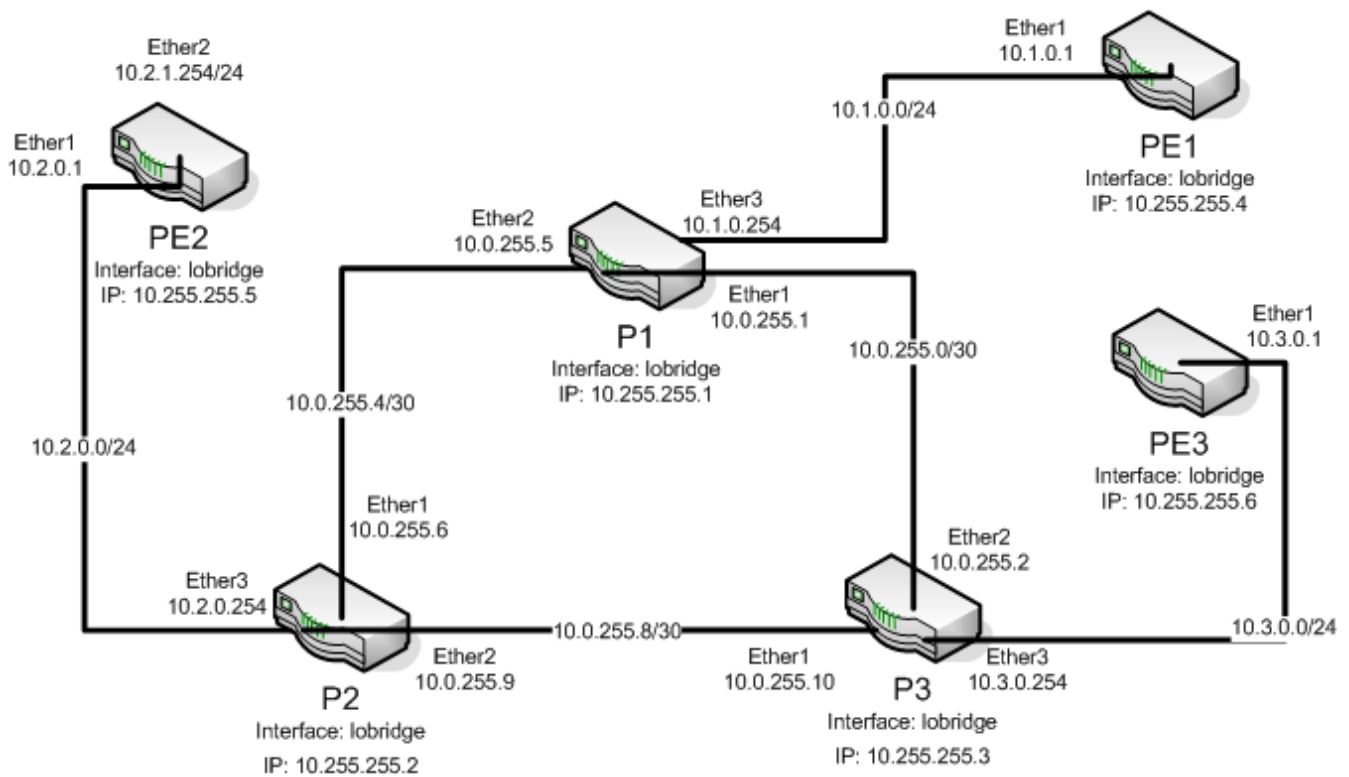 Ether2
10.2.1.254/24
Ether1
10.2.0.1
PE2
Interface: lobridge
IP: 10.255.255.5
Ether1
10.1.0.1
10.1.0.0/24
PE1
Interface: lobridge
IP: 10.255.255.4
Ether2
10.0.255.5
Ether3
10.1.0.254
Ether1
10.0.255.1
P1
Interface: lobridge
IP: 10.255.255.1
10.0.255.0/30
Ether1
10.3.0.1
PE3
Interface: lobridge
IP: 10.255.255.6
10.0.255.4/30
10.2.0.0/24
Ether1
10.0.255.6
Ether3
10.2.0.254
Ether2
10.0.255.9
P2
Interface: lobridge
IP: 10.255.255.2
10.0.255.8/30
Ether2
10.0.255.2
Ether1
10.0.255.10
Ether3
10.3.0.254
10.3.0.0/24
P3
Interface: lobridge
IP: 10.255.255.3